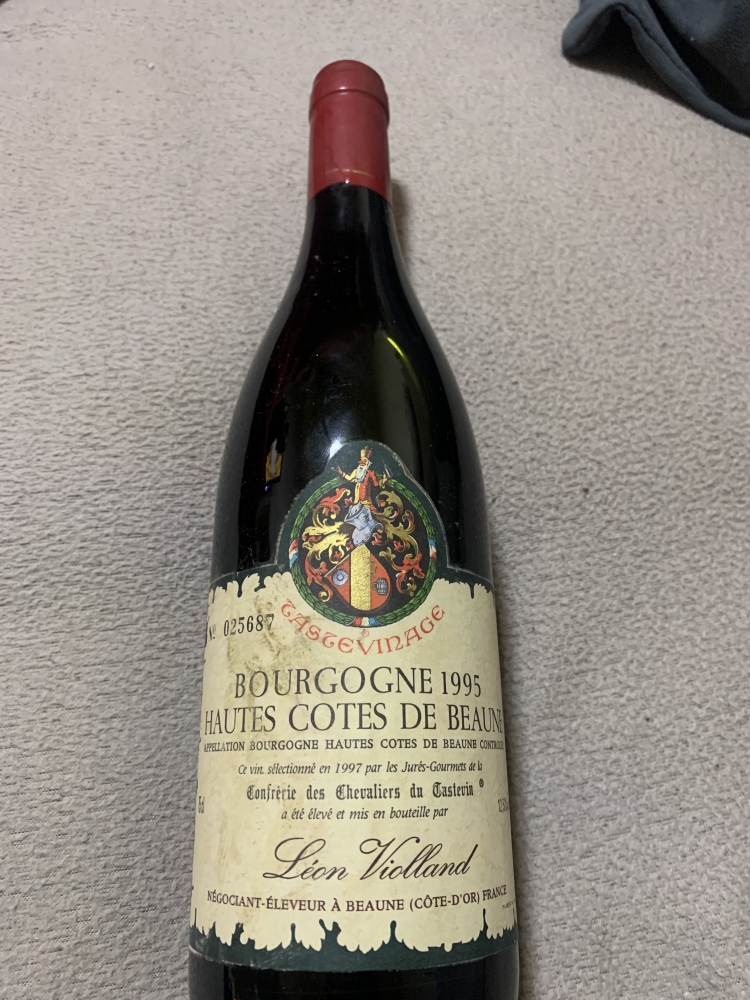 Nº 025687
TASTEVINAGE
®
BOURGOGNE 1995
HAUTES COTES DE BEAUNE
APPELLATION BOURGOGNE HAUTES COTES DE BEAUNE CONTROLEE
Ce vin, sélectionné en 1997 par les Jurés-Gourmets de la
Confrérie des Chevaliers du Tastevin ®
a été élevé et mis en bouteille par
Léon Violland
NÉGOCIANT-ÉLEVEUR À BEAUNE (CÔTE-D'OR) FRANCE